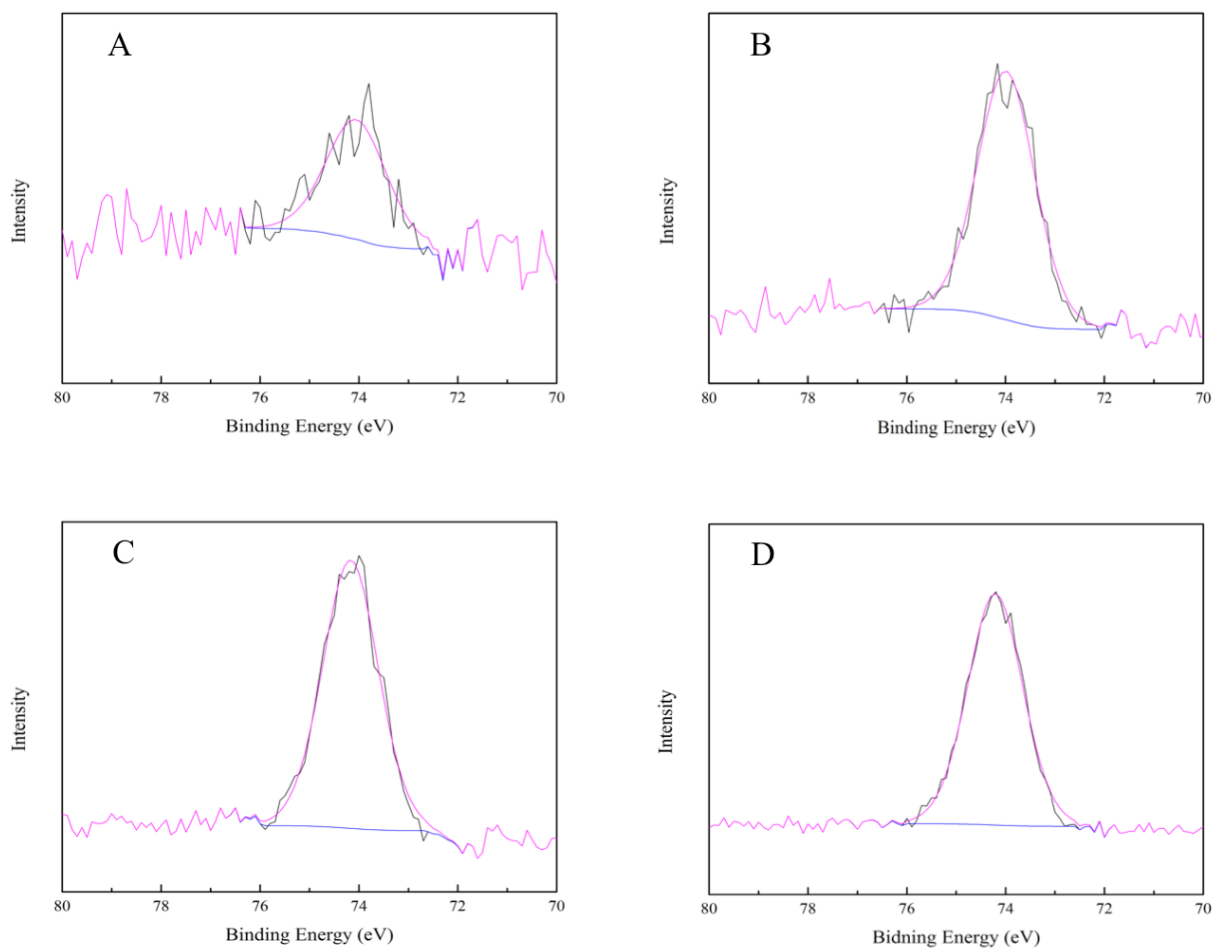 A
Intensity
80 78 76 74 72 70
Binding Energy (eV)
B
Intensity
80 78 76 74 72 70
Binding Energy (eV)
C
Intensity
80 78 76 74 72 70
Binding Energy (eV)
D
Intensity
80 78 76 74 72 70
Bidning Energy (eV)